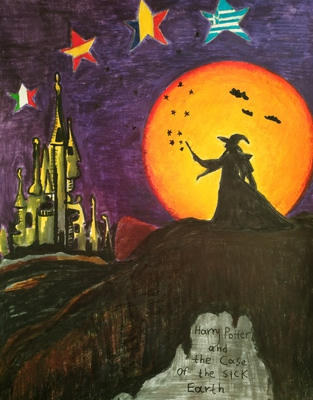 Harry Potter
and
the Case
of the sick
Earth